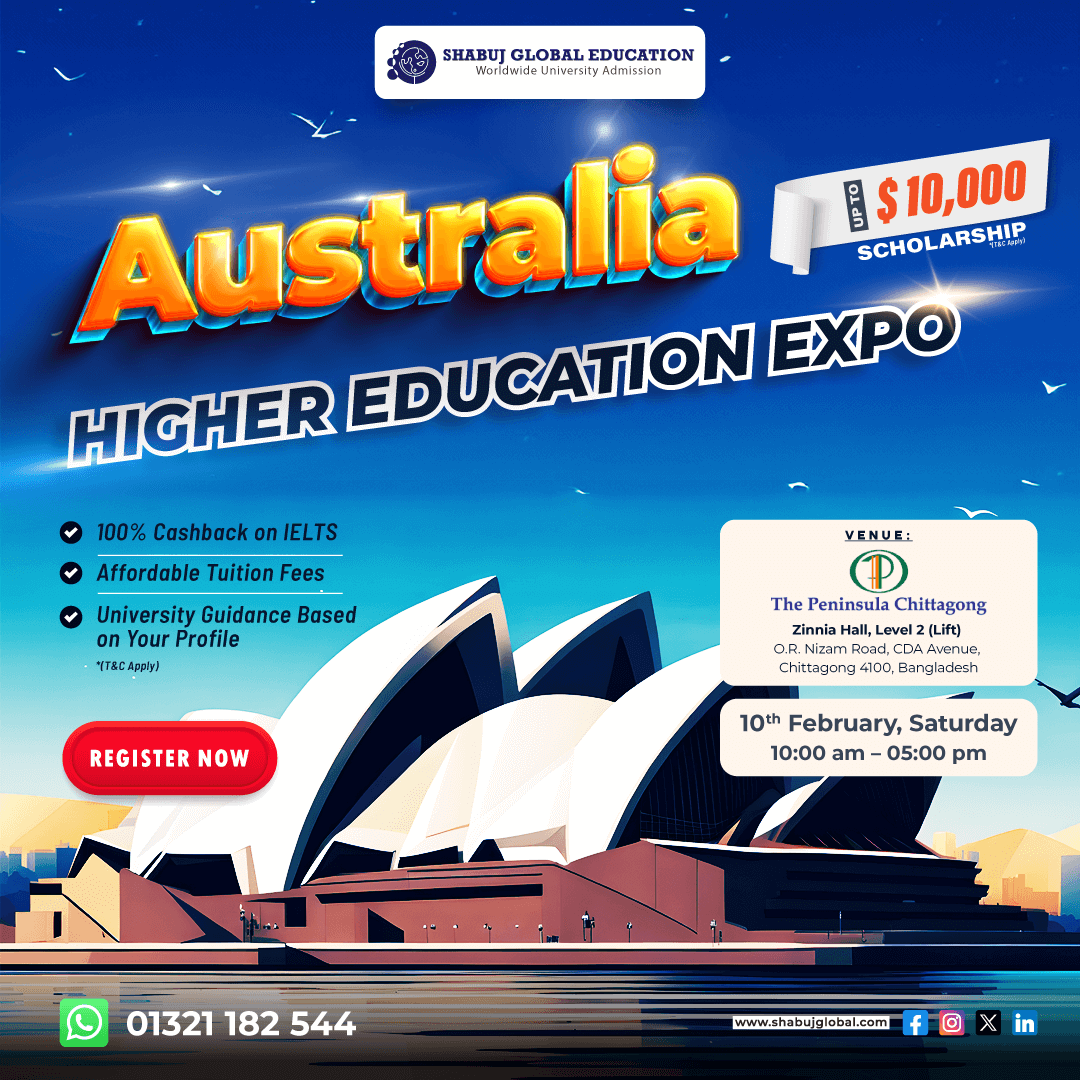 SHABUJ GLOBAL EDUCATION
Worldwide University Admission
Australia
UP TO $10,000
SCHOLARSHIP
*(T&C Apply)
HIGHER EDUCATION EXPO
100% Cashback on IELTS
Affordable Tuition Fees
University Guidance Based
on Your Profile
*(T&C Apply)
REGISTER NOW
VENUE:
The Peninsula Chittagong
Zinnia Hall, Level 2 (Lift)
O.R. Nizam Road, CDA Avenue,
Chittagong 4100, Bangladesh
10th February, Saturday
10:00 am – 05:00 pm
01321 182 544
www.shabujglobal.com